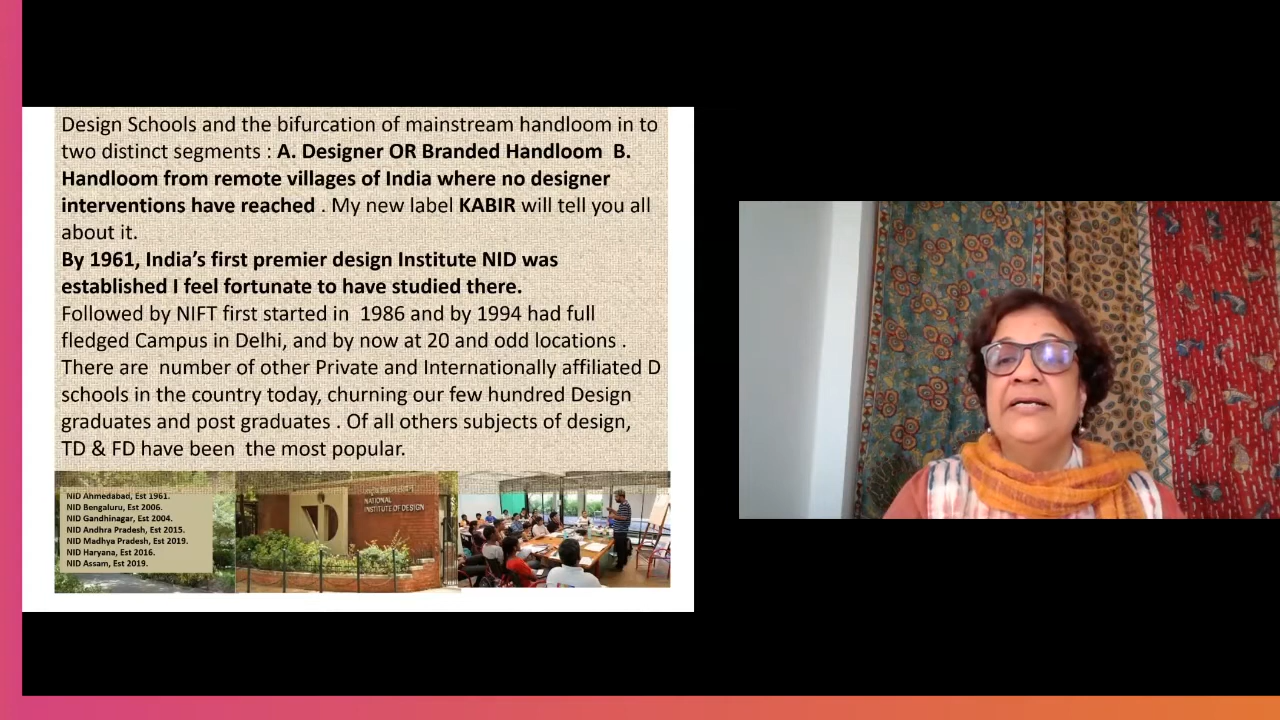 Design Schools and the bifurcation of mainstream handloom in to
two distinct segments : A. Designer OR Branded Handloom  B.
Handloom from remote villages of India where no designer
interventions have reached . My new label KABIR will tell you all
about it.
By 1961, India’s first premier design Institute NID was
established I feel fortunate to have studied there.
Followed by NIFT first started in  1986 and by 1994 had full
fledged Campus in Delhi, and by now at 20 and odd locations .
There are  number of other Private and Internationally affiliated D
schools in the country today, churning our few hundred Design
graduates and post graduates . Of all others subjects of design,
TD & FD have been  the most popular.
NID Ahmedabad, Est 1961.
NID Bengaluru, Est 2006.
NID Gandhinagar, Est 2004.
NID Andhra Pradesh, Est 2015.
NID Madhya Pradesh, Est 2019.
NID Haryana, Est 2016.
NID Assam, Est 2019.
NATIONAL
INSTITUTE OF DESIGN